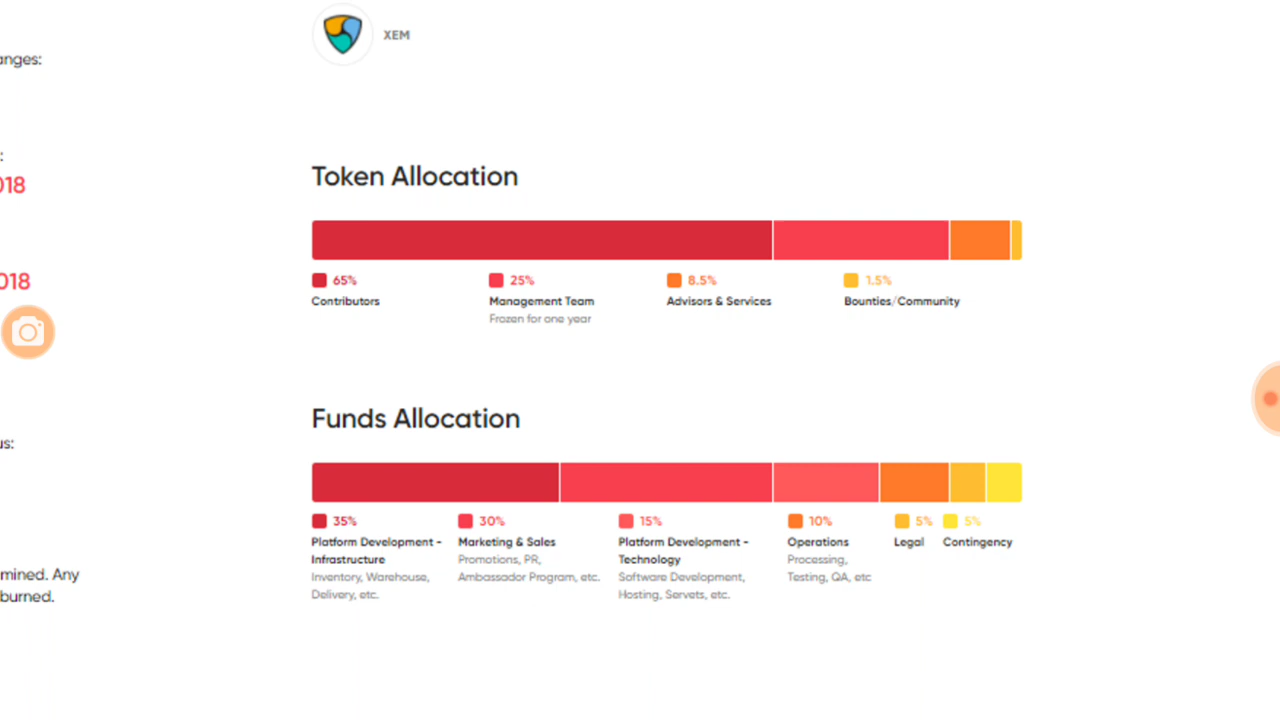 XEM
anges:
:
018
018
us:
mined. Any
burned.
Token Allocation
65%
Contributors
25%
Management Team
Frozen for one year
8.5%
Advisors & Services
1.5%
Bounties/Community
Funds Allocation
35%
Platform Development -
Infrastructure
Inventory, Warehouse,
Delivery, etc.
30%
Marketing & Sales
Promotions, PR,
Ambassador Program, etc.
15%
Platform Development -
Technology
Software Development,
Hosting, Servets, etc.
10%
Operations
Processing,
Testing, QA, etc
5%
Legal
5%
Contingency